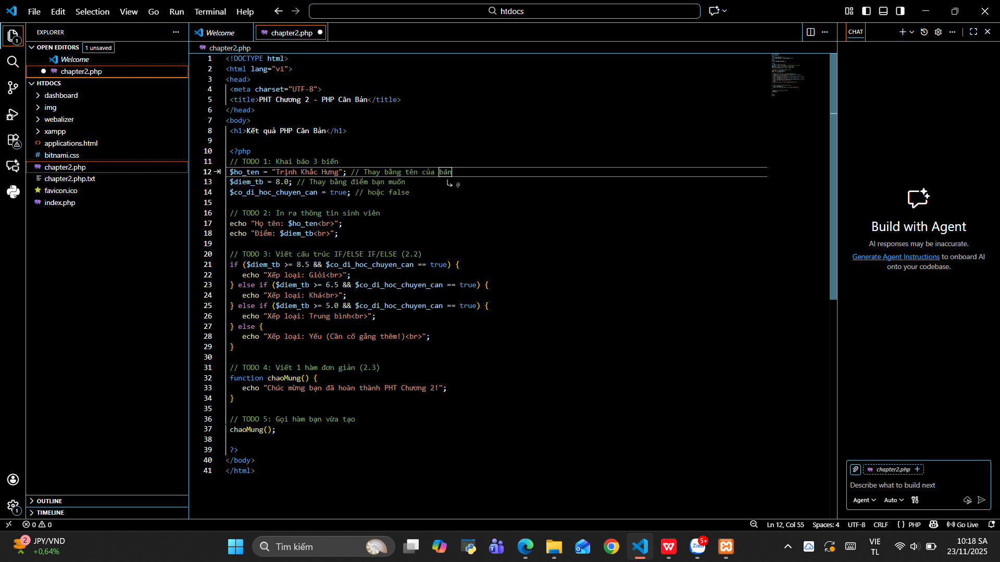 File Edit Selection View Go Run Terminal Help
htdocs
EXPLORER
Welcome
chapter2.php
CHAT
OPEN EDITORS 1 unsaved
Welcome
chapter2.php
HTDOCS
dashboard
img
webalizer
xampp
applications.html
bitnami.css
chapter2.php
chapter2.php.txt
favicon.ico
index.php
OUTLINE
TIMELINE
chapter2.php
1 <!DOCTYPE html>
2 <html lang="vi">
3 <head>
4 <meta charset="UTF-8">
5 <title>PHT Chương 2 - PHP Căn Bản</title>
6 </head>
7 <body>
8 <h1>Kết quả PHP Căn Bản</h1>
9
10 <?php
11 // TODO 1: Khai báo 3 biến
12 $ho_ten = "Trịnh Khắc Hưng"; // Thay bằng tên của bán
ạ
13 $diem_tb = 8.0; // Thay bằng điểm bạn muốn
14 $co_di_hoc_chuyen_can = true; // hoặc false
15
16 // TODO 2: In ra thông tin sinh viên
17 echo "Họ tên: $ho_ten<br>";
18 echo "Điểm: $diem_tb<br>";
19
20 // TODO 3: Viết cấu trúc IF/ELSE IF/ELSE (2.2)
21 if ($diem_tb >= 8.5 && $co_di_hoc_chuyen_can == true) {
22 echo "Xếp loại: Giỏi<br>";
23 } else if ($diem_tb >= 6.5 && $co_di_hoc_chuyen_can == true) {
24 echo "Xếp loại: Khá<br>";
25 } else if ($diem_tb >= 5.0 && $co_di_hoc_chuyen_can == true) {
26 echo "Xếp loại: Trung bình<br>";
27 } else {
28 echo "Xếp loại: Yếu (Cần cố gắng thêm!)<br>";
29 }
30
31 // TODO 4: Viết 1 hàm đơn giản (2.3)
32 function chaoMung() {
33 echo "Chúc mừng bạn đã hoàn thành PHT Chương 2!";
34 }
35
36 // TODO 5: Gọi hàm bạn vừa tạo
37 chaoMung();
38
39 ?>
40 </body>
41 </html>
Build with Agent
AI responses may be inaccurate.
Generate Agent Instructions to onboard AI
onto your codebase.
chapter2.php
Describe what to build next
Agent Auto
0 0
Ln 12, Col 55 Spaces: 4 UTF-8 CRLF { } PHP Go Live
2 JPY/VND
+0,64%
Tìm kiếm
Zalo 5+
VIE
TL
10:18 SA
23/11/2025